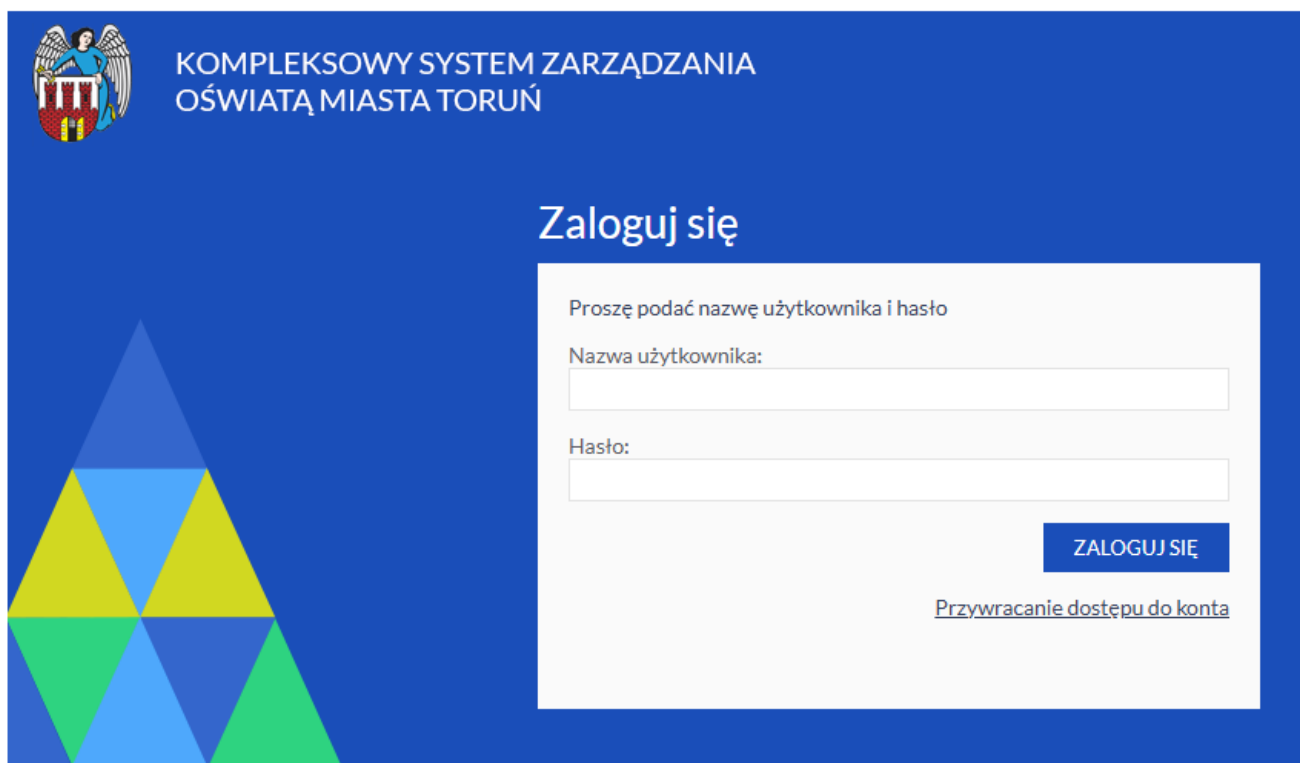 KOMPLEKSOWY SYSTEM ZARZĄDZANIA
OŚWIATĄ MIASTA TORUŃ
Zaloguj się
Proszę podać nazwę użytkownika i hasło
Nazwa użytkownika:
Hasło:
ZALOGUJ SIĘ
Przywracanie dostępu do konta